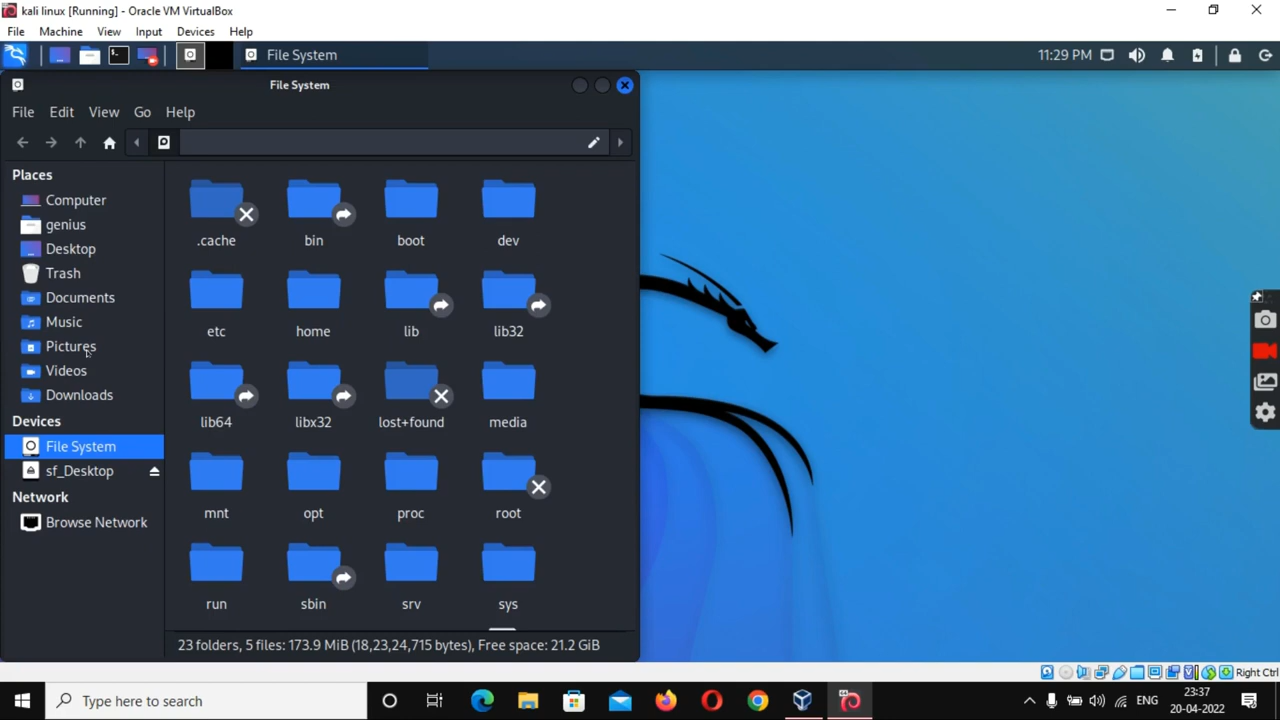 kali linux [Running] - Oracle VM VirtualBox
File Machine View Input Devices Help
File System 11:29 PM
File System
File Edit View Go Help
Places
Computer
genius
Desktop
Trash
Documents
Music
Pictures
Videos
Downloads
Devices
File System
sf_Desktop
Network
Browse Network
.cache bin boot dev
etc home lib lib32
lib64 libx32 lost+found media
mnt opt proc root
run sbin srv sys
23 folders, 5 files: 173.9 MiB (18,23,24,715 bytes), Free space: 21.2 GiB
Right Ctrl
Type here to search
ENG
23:37
20-04-2022